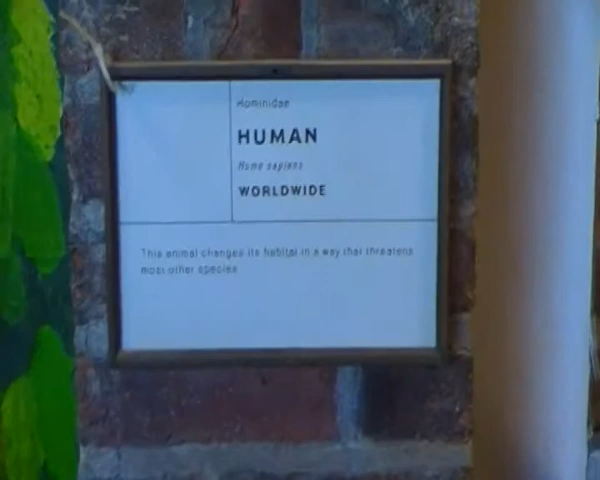 Hominidae
HUMAN
Homo sapiens
WORLDWIDE
This animal changes its habitat in a way that threatens
most other species